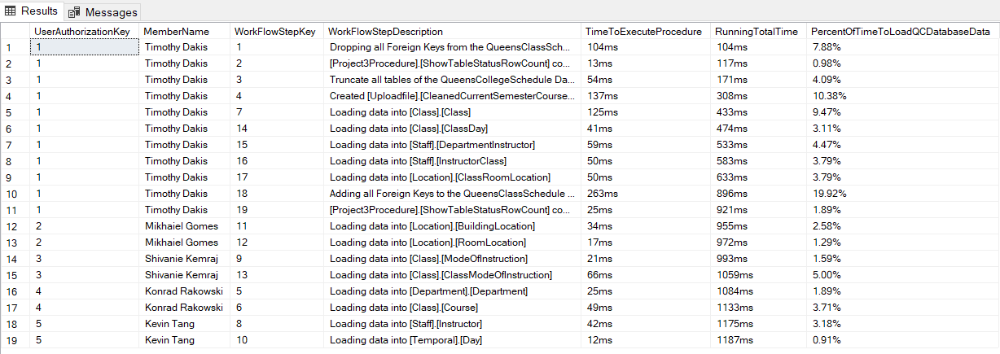 Results Messages
UserAuthorizationKey MemberName WorkFlowStepKey WorkFlowStepDescription TimeToExecuteProcedure RunningTotalTime PercentOfTimeToLoadQCDatabaseData
1 1 Timothy Dakis 1 Dropping all Foreign Keys from the QueensClassSch... 104ms 104ms 7.88%
2 1 Timothy Dakis 2 [Project3Procedure].[ShowTableStatusRowCount] co... 13ms 117ms 0.98%
3 1 Timothy Dakis 3 Truncate all tables of the QueensCollegeSchedule Da... 54ms 171ms 4.09%
4 1 Timothy Dakis 4 Created [Uploadfile].[CleanedCurrentSemesterCourse... 137ms 308ms 10.38%
5 1 Timothy Dakis 7 Loading data into [Class].[Class] 125ms 433ms 9.47%
6 1 Timothy Dakis 14 Loading data into [Class].[ClassDay] 41ms 474ms 3.11%
7 1 Timothy Dakis 15 Loading data into [Staff].[DepartmentInstructor] 59ms 533ms 4.47%
8 1 Timothy Dakis 16 Loading data into [Staff].[InstructorClass] 50ms 583ms 3.79%
9 1 Timothy Dakis 17 Loading data into [Location].[ClassRoomLocation] 50ms 633ms 3.79%
10 1 Timothy Dakis 18 Adding all Foreign Keys to the QueensClassSchedule ... 263ms 896ms 19.92%
11 1 Timothy Dakis 19 [Project3Procedure].[ShowTableStatusRowCount] co... 25ms 921ms 1.89%
12 2 Mikhaiel Gomes 11 Loading data into [Location].[BuildingLocation] 34ms 955ms 2.58%
13 2 Mikhaiel Gomes 12 Loading data into [Location].[RoomLocation] 17ms 972ms 1.29%
14 3 Shivanie Kemraj 9 Loading data into [Class].[ModeOfInstruction] 21ms 993ms 1.59%
15 3 Shivanie Kemraj 13 Loading data into [Class].[ClassModeOfInstruction] 66ms 1059ms 5.00%
16 4 Konrad Rakowski 5 Loading data into [Department].[Department] 25ms 1084ms 1.89%
17 4 Konrad Rakowski 6 Loading data into [Class].[Course] 49ms 1133ms 3.71%
18 5 Kevin Tang 8 Loading data into [Staff].[Instructor] 42ms 1175ms 3.18%
19 5 Kevin Tang 10 Loading data into [Temporal].[Day] 12ms 1187ms 0.91%